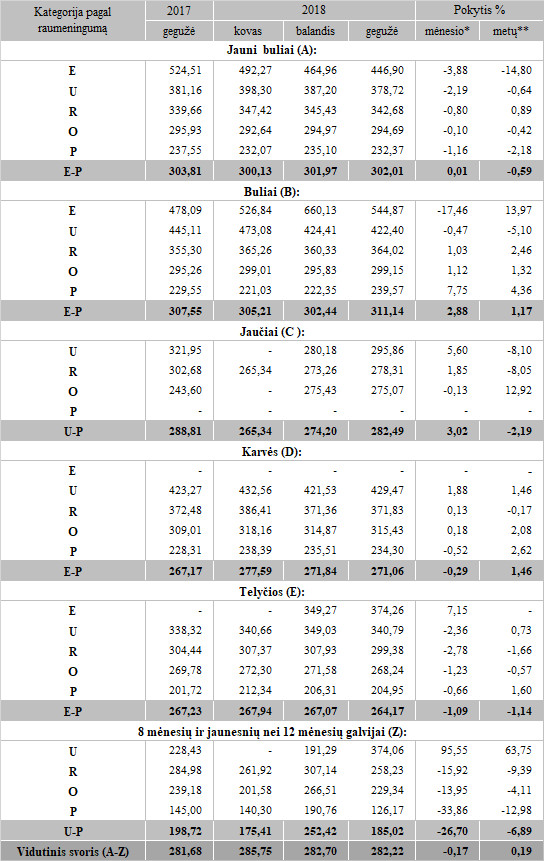 Kategorija pagal raumeningumą 2017 2018 Pokytis %
gegužė kovas balandis gegužė mėnesio* metų**
Jauni buliai (A):
E 524,51 492,27 464,96 446,90 -3,88 -14,80
U 381,16 398,30 387,20 378,72 -2,19 -0,64
R 339,66 347,42 345,43 342,68 -0,80 0,89
O 295,93 292,64 294,97 294,69 -0,10 -0,42
P 237,55 232,07 235,10 232,37 -1,16 -2,18
E-P 303,81 300,13 301,97 302,01 0,01 -0,59
Buliai (B):
E 478,09 526,84 660,13 544,87 -17,46 13,97
U 445,11 473,08 424,41 422,40 -0,47 -5,10
R 355,30 365,26 360,33 364,02 1,03 2,46
O 295,26 299,01 295,83 299,15 1,12 1,32
P 229,55 221,03 222,35 239,57 7,75 4,36
E-P 307,55 305,21 302,44 311,14 2,88 1,17
Jaučiai (C ):
U 321,95 - 280,18 295,86 5,60 -8,10
R 302,68 265,34 273,26 278,31 1,85 -8,05
O 243,60 - 275,43 275,07 -0,13 12,92
P - - - - - -
U-P 288,81 265,34 274,20 282,49 3,02 -2,19
Karvės (D):
E - - - - - -
U 423,27 432,56 421,53 429,47 1,88 1,46
R 372,48 386,41 371,36 371,83 0,13 -0,17
O 309,01 318,16 314,87 315,43 0,18 2,08
P 228,31 238,39 235,51 234,30 -0,52 2,62
E-P 267,17 277,59 271,84 271,06 -0,29 1,46
Telyčios (E):
E - - 349,27 374,26 7,15 -
U 338,32 340,66 349,03 340,79 -2,36 0,73
R 304,44 307,37 307,93 299,38 -2,78 -1,66
O 269,78 272,30 271,58 268,24 -1,23 -0,57
P 201,72 212,34 206,31 204,95 -0,66 1,60
E-P 267,23 267,94 267,07 264,17 -1,09 -1,14
8 mėnesių ir jaunesnių nei 12 mėnesių galvijai (Z):
U 228,43 - 191,29 374,06 95,55 63,75
R 284,98 261,92 307,14 258,23 -15,92 -9,39
O 239,18 201,58 266,51 229,34 -13,95 -4,11
P 145,00 140,30 190,76 126,17 -33,86 -12,98
U-P 198,72 175,41 252,42 185,02 -26,70 -6,89
Vidutinis svoris (A-Z) 281,68 285,75 282,70 282,22 -0,17 0,19